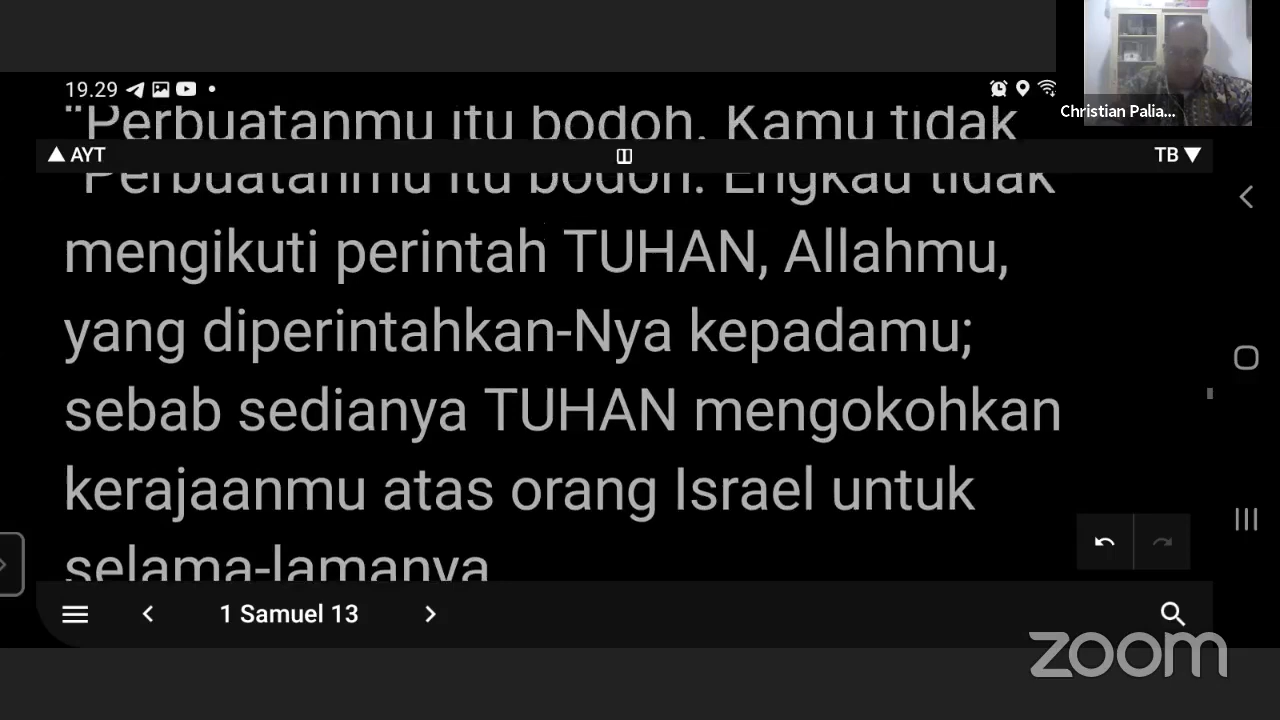 19.29
Christian Palia...
"Perbuatanmu itu bodoh. Kamu tidak
AYT TB
"Perbuatanmu itu bodoh. Engkau tidak
mengikuti perintah TUHAN, Allahmu,
yang diperintahkan-Nya kepadamu;
sebab sedianya TUHAN mengokohkan
kerajaanmu atas orang Israel untuk
selama-lamanya
1 Samuel 13
zoom